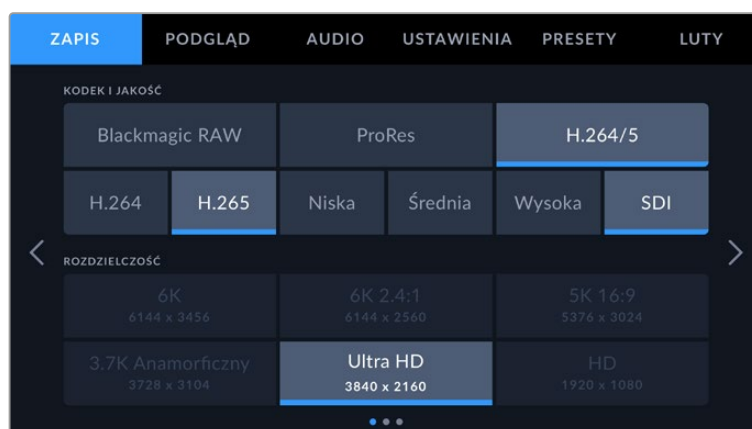 ZAPIS PODGLĄD AUDIO USTAWIENIA PRESETY LUTY
KODEK I JAKOŚĆ
Blackmagic RAW ProRes H.264/5
H.264 H.265 Niska Średnia Wysoka SDI
ROZDZIELCZOŚĆ
6K 6K 2.4:1 5K 16:9
6144 x 3456 6144 x 2560 5376 x 3024
3.7K Anamorficzny Ultra HD HD
3728 x 3104 3840 x 2160 1920 x 1080